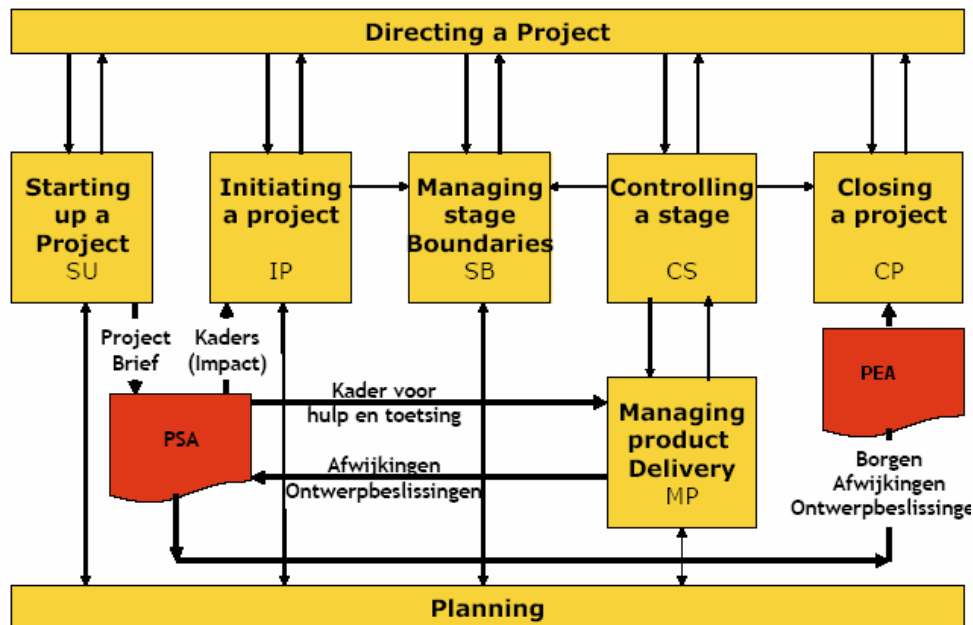 Directing a Project
Starting
up a
Project
SU
Initiating
a project
IP
Managing
stage
Boundaries
SB
Controlling
a stage
CS
Closing
a project
CP
Project
Brief
Kaders
(Impact)
PSA
Kader voor
hulp en toetsing
Afwijkingen
Ontwerpbeslissingen
Managing
product
Delivery
MP
PEA
Borgen
Afwijkingen
Ontwerpbeslissinge
Planning